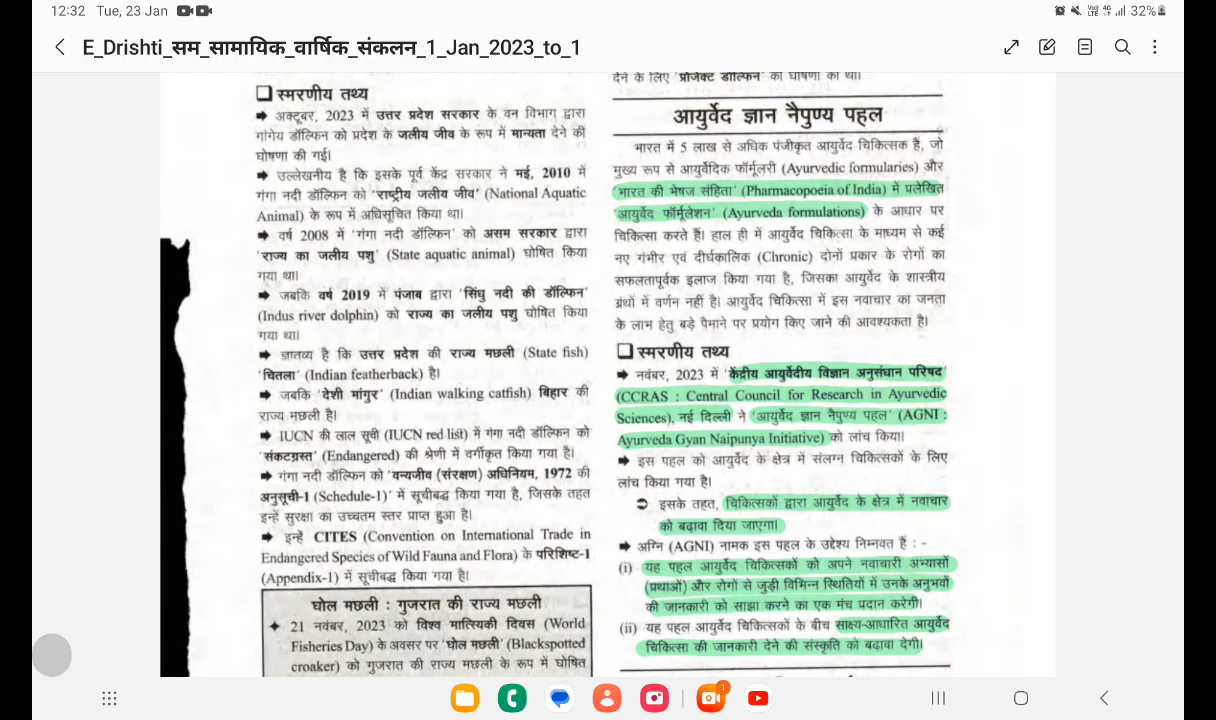 12:32 Tue, 23 Jan
32%
E_Drishti_सम_सामायिक_वार्षिक_संकलन_1_Jan_2023_to_1
स्मरणीय तथ्य
➡ अक्टूबर, 2023 में उत्तर प्रदेश सरकार के वन विभाग द्वारा
गांगेय डॉल्फिन को प्रदेश के जलीय जीव के रूप में मान्यता देने की
घोषणा की गई।
➡ उल्लेखनीय है कि इसके पूर्व केंद्र सरकार ने मई, 2010 में
गंगा नदी डॉल्फिन को 'राष्ट्रीय जलीय जीव' (National Aquatic
Animal) के रूप में अधिसूचित किया था।
➡ वर्ष 2008 में 'गंगा नदी डॉल्फिन' को असम सरकार द्वारा
'राज्य का जलीय पशु' (State aquatic animal) घोषित किया
गया था।
➡ जबकि वर्ष 2019 में पंजाब द्वारा 'सिंधु नदी की डॉल्फिन'
(Indus river dolphin) को राज्य का जलीय पशु घोषित किया
गया था।
➡ ज्ञातव्य है कि उत्तर प्रदेश की राज्य मछली (State fish)
'चितला' (Indian featherback) है।
➡ जबकि 'देशी मांगुर' (Indian walking catfish) बिहार की
राज्य मछली है।
➡ IUCN की लाल सूची (IUCN red list) में गंगा नदी डॉल्फिन को
'संकटग्रस्त' (Endangered) की श्रेणी में वर्गीकृत किया गया है।
➡ गंगा नदी डॉल्फिन को 'वन्यजीव (संरक्षण) अधिनियम, 1972 की
अनुसूची-1 (Schedule-1)' में सूचीबद्ध किया गया है, जिसके तहत
इन्हें सुरक्षा का उच्चतम स्तर प्राप्त हुआ है।
➡ इन्हें CITES (Convention on International Trade in
Endangered Species of Wild Fauna and Flora) के परिशिष्ट-1
(Appendix-1) में सूचीबद्ध किया गया है।
घोल मछली : गुजरात की राज्य मछली
✦ 21 नवंबर, 2023 को विश्व मात्स्यिकी दिवस (World
Fisheries Day) के अवसर पर 'घोल मछली' (Blackspotted
croaker) को गुजरात की राज्य मछली के रूप में घोषित
देने के लिए 'प्रोजेक्ट डॉल्फिन' की घोषणा की थी।
आयुर्वेद ज्ञान नैपुण्य पहल
भारत में 5 लाख से अधिक पंजीकृत आयुर्वेद चिकित्सक हैं, जो
मुख्य रूप से आयुर्वेदिक फॉर्मूलरी (Ayurvedic formularies) और
'भारत की भेषज संहिता' (Pharmacopoeia of India) में प्रलेखित
'आयुर्वेद फॉर्मूलेशन' (Ayurveda formulations) के आधार पर
चिकित्सा करते हैं। हाल ही में आयुर्वेद चिकित्सा के माध्यम से कई
नए गंभीर एवं दीर्घकालिक (Chronic) दोनों प्रकार के रोगों का
सफलतापूर्वक इलाज किया गया है, जिसका आयुर्वेद के शास्त्रीय
ग्रंथों में वर्णन नहीं है। आयुर्वेद चिकित्सा में इस नवाचार का जनता
के लाभ हेतु बड़े पैमाने पर प्रयोग किए जाने की आवश्यकता है।
स्मरणीय तथ्य
➡ नवंबर, 2023 में 'केंद्रीय आयुर्वेदीय विज्ञान अनुसंधान परिषद'
(CCRAS : Central Council for Research in Ayurvedic
Sciences), नई दिल्ली ने 'आयुर्वेद ज्ञान नैपुण्य पहल' (AGNI :
Ayurveda Gyan Naipunya Initiative) को लांच किया।
➡ इस पहल को आयुर्वेद के क्षेत्र में संलग्न चिकित्सकों के लिए
लांच किया गया है।
➲ इसके तहत, चिकित्सकों द्वारा आयुर्वेद के क्षेत्र में नवाचार
को बढ़ावा दिया जाएगा।
➡ अग्नि (AGNI) नामक इस पहल के उद्देश्य निम्नवत हैं : -
(i) यह पहल आयुर्वेद चिकित्सकों को अपने नवाचारी अभ्यासों
(प्रथाओं) और रोगों से जुड़ी विभिन्न स्थितियों में उनके अनुभवों
की जानकारी को साझा करने का एक मंच प्रदान करेगी।
(ii) यह पहल आयुर्वेद चिकित्सकों के बीच साक्ष्य-आधारित आयुर्वेद
चिकित्सा की जानकारी देने की संस्कृति को बढ़ावा देगी।
1